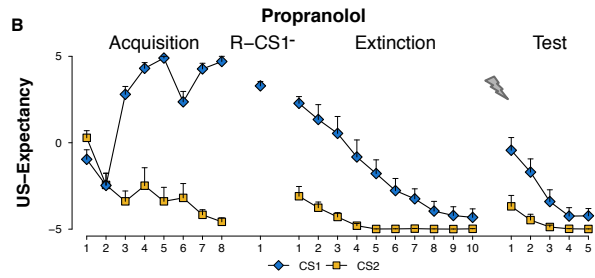 Propranolol
B
Acquisition R−CS1⁻ Extinction Test
US−Expectancy
5
0
−5
1 2 3 4 5 6 7 8 1 1 2 3 4 5 6 7 8 9 10 1 2 3 4 5
CS1 CS2